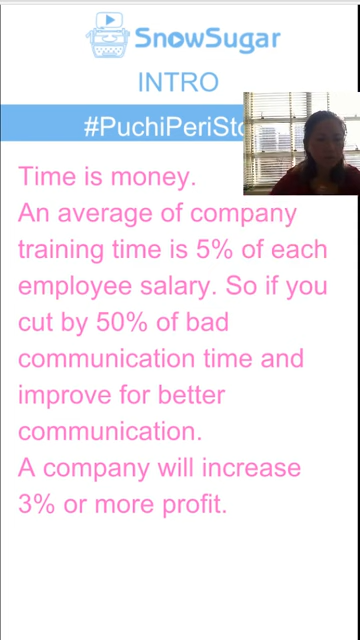 SnowSugar
INTRO
Time is money.
An average of company
training time is 5% of each
employee salary. So if you
cut by 50% of bad
communication time and
improve for better
communication.
A company will increase
3% or more profit.